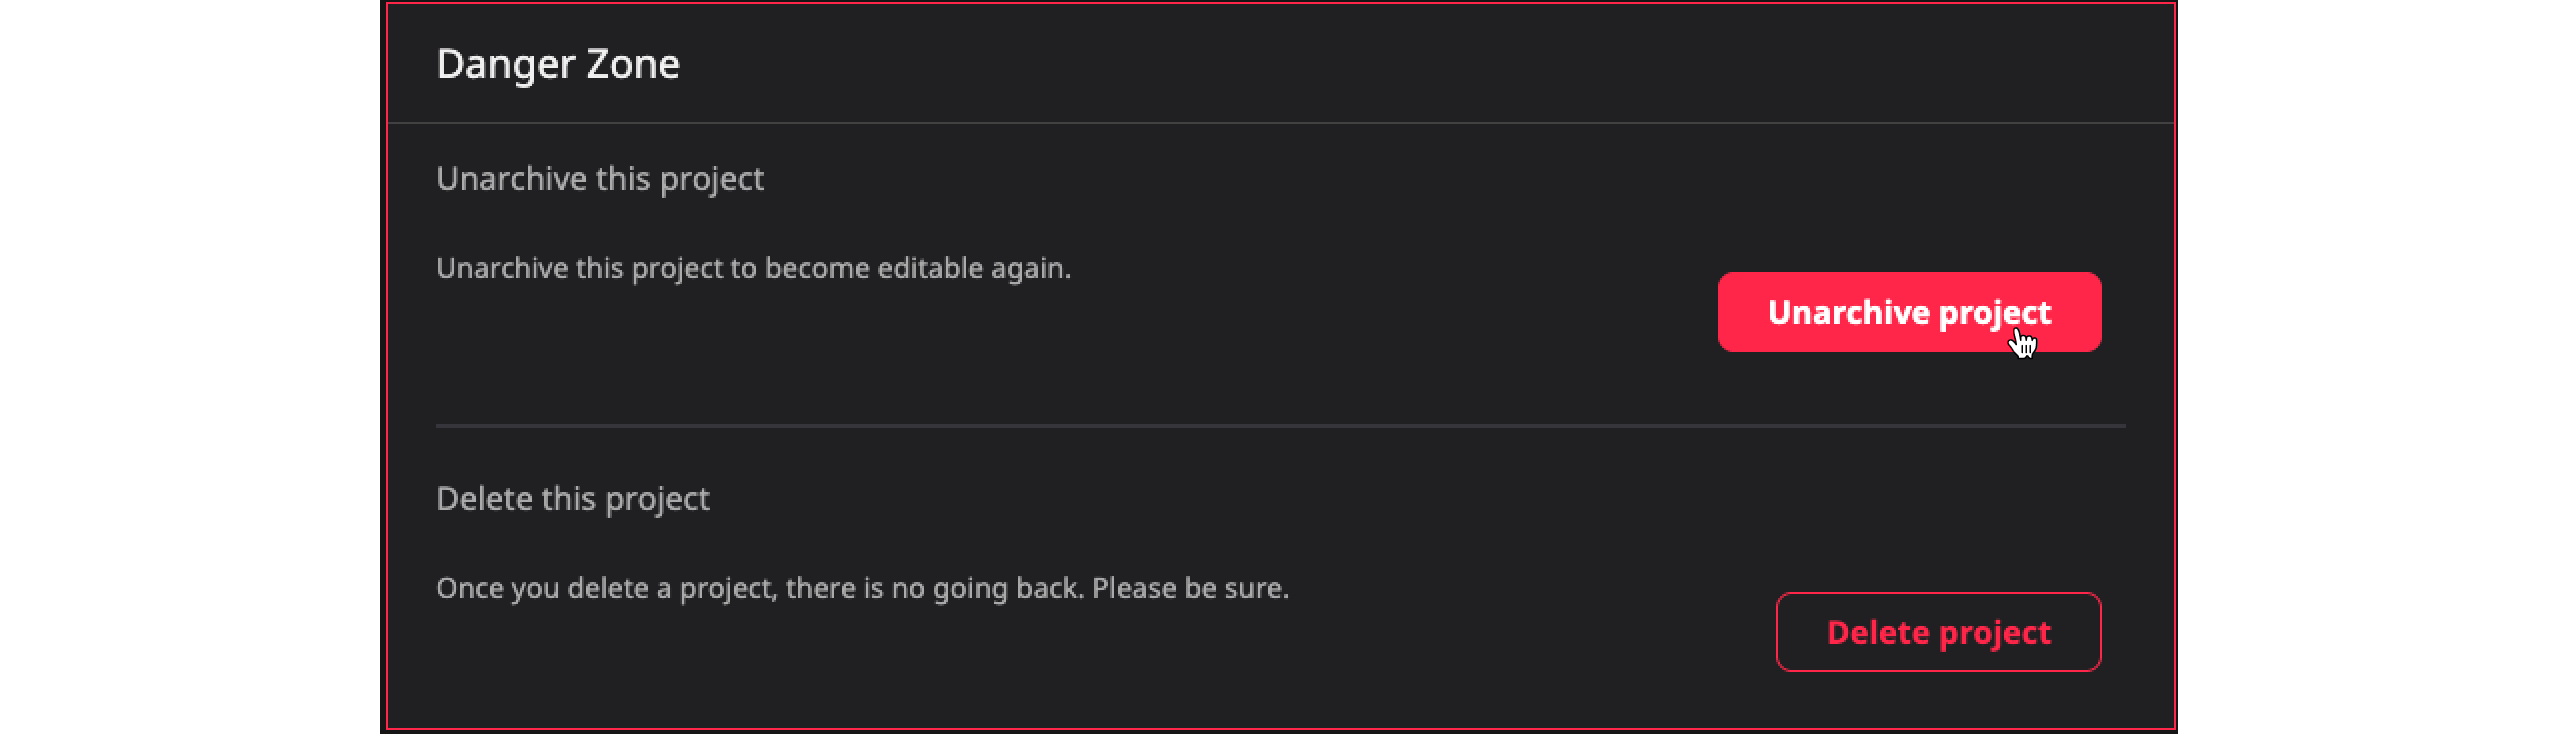 Danger Zone
Unarchive this project
Unarchive this project to become editable again.
Unarchive project
Delete this project
Once you delete a project, there is no going back. Please be sure.
Delete project